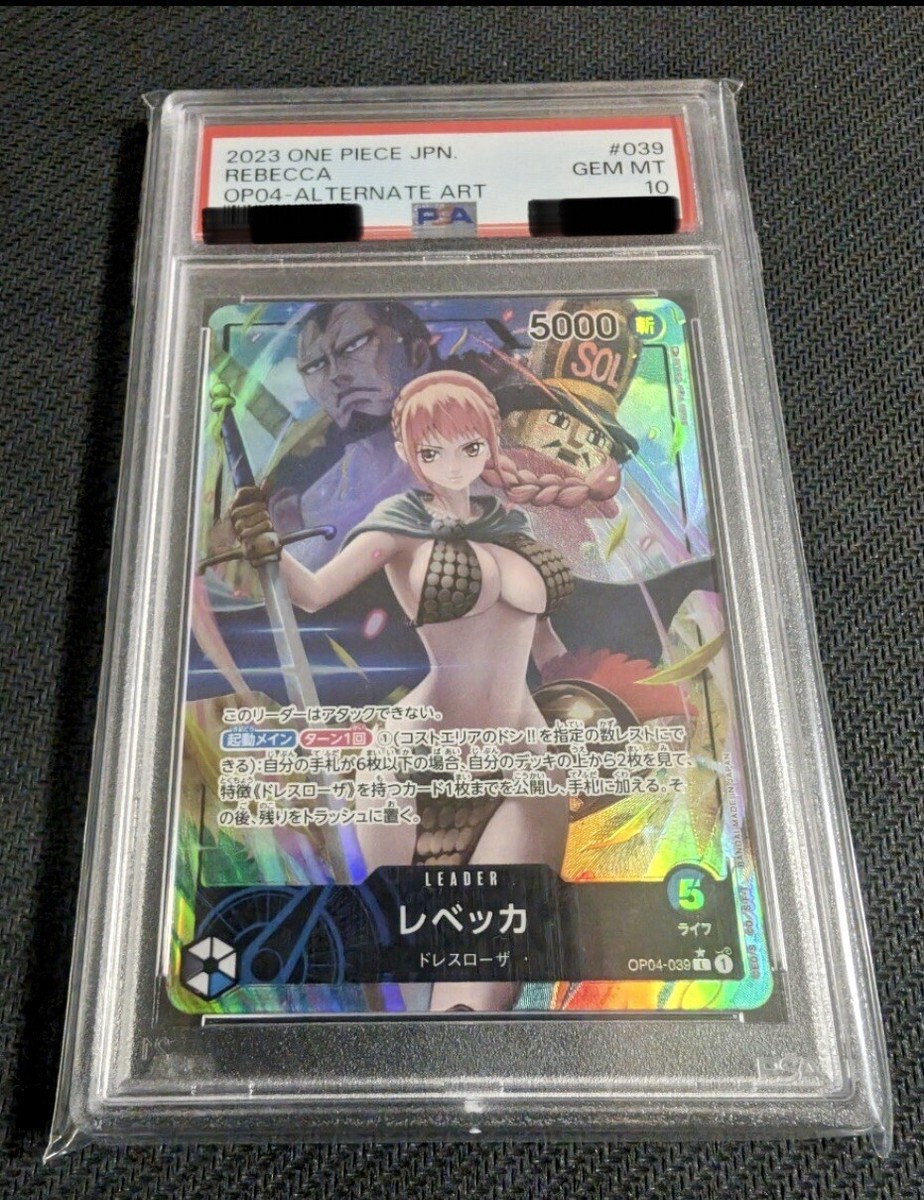 2023 ONE PIECE JPN.
#039
REBECCA
GEM MT
OP04-ALTERNATE ART
10
PSA
5000
斬
SOL
このリーダーはアタックできない。
起動メイン ターン1回 ①(コストエリアのドン!!を指定の数レストにで
きる):自分の手札が6枚以下の場合、自分のデッキの上から2枚を見て、
特徴《ドレスローザ》を持つカード1枚までを公開し、手札に加える。そ
の後、残りをトラッシュに置く。
BANDAI MADE IN JAPAN
LEADER
5
レベッカ
ライフ
ドレスローザ
OP04-039 L 1